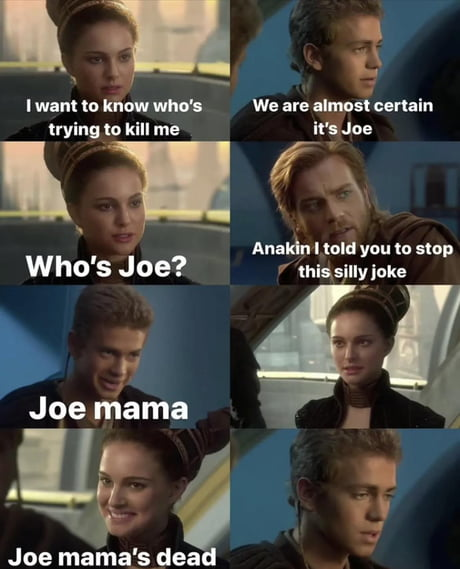 I want to know who's
trying to kill me
We are almost certain
it's Joe
Who's Joe?
Anakin I told you to stop
this silly joke
Joe mama
Joe mama's dead